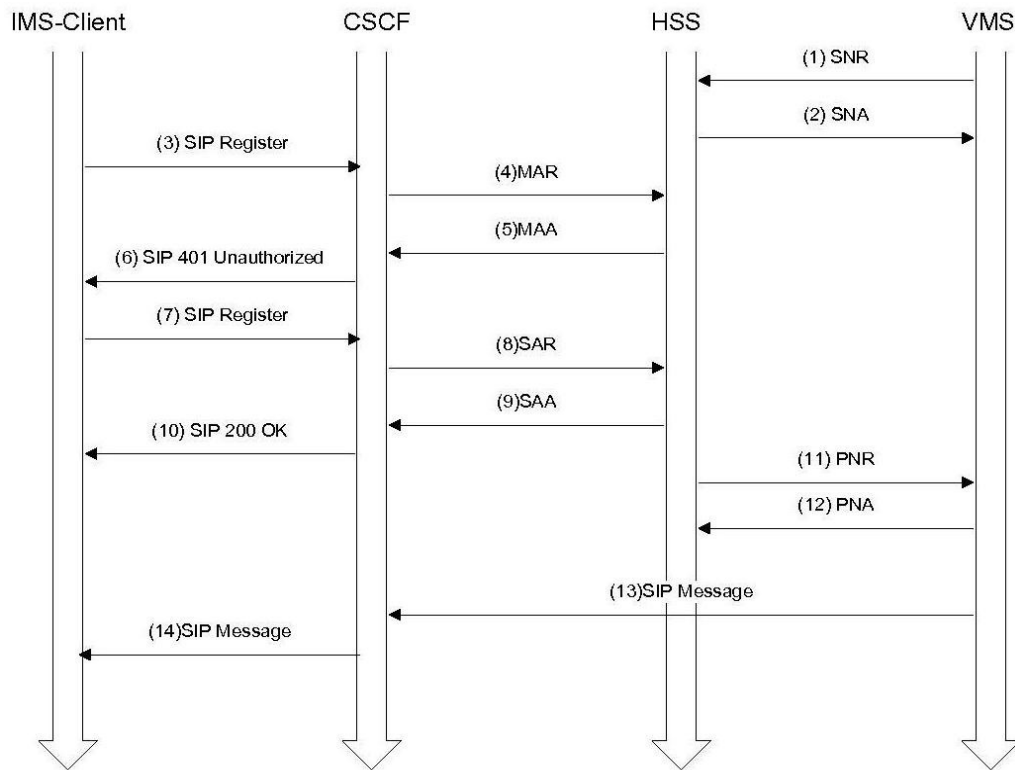 IMS-Client
CSCF
HSS
VMS
(1) SNR
(2) SNA
(3) SIP Register
(4)MAR
(5)MAA
(6) SIP 401 Unauthorized
(7) SIP Register
(8)SAR
(9)SAA
(10) SIP 200 OK
(11) PNR
(12) PNA
(13)SIP Message
(14)SIP Message